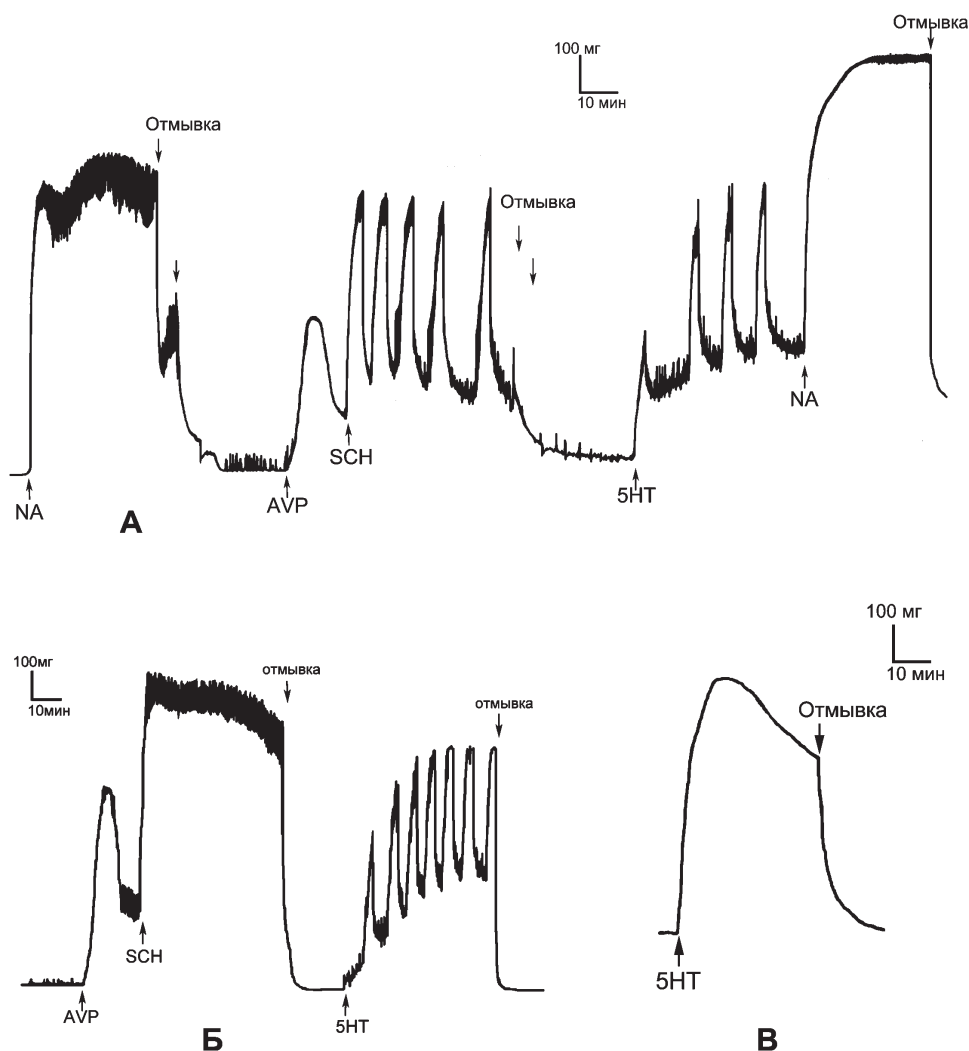 Отмывка
100 мг
10 мин
Отмывка
Отмывка
NA
SCH
AVP
5HT
NA
А
100мг
10мин
отмывка
отмывка
SCH
AVP
5HT
Б
100 мг
10 мин
Отмывка
5HT
В